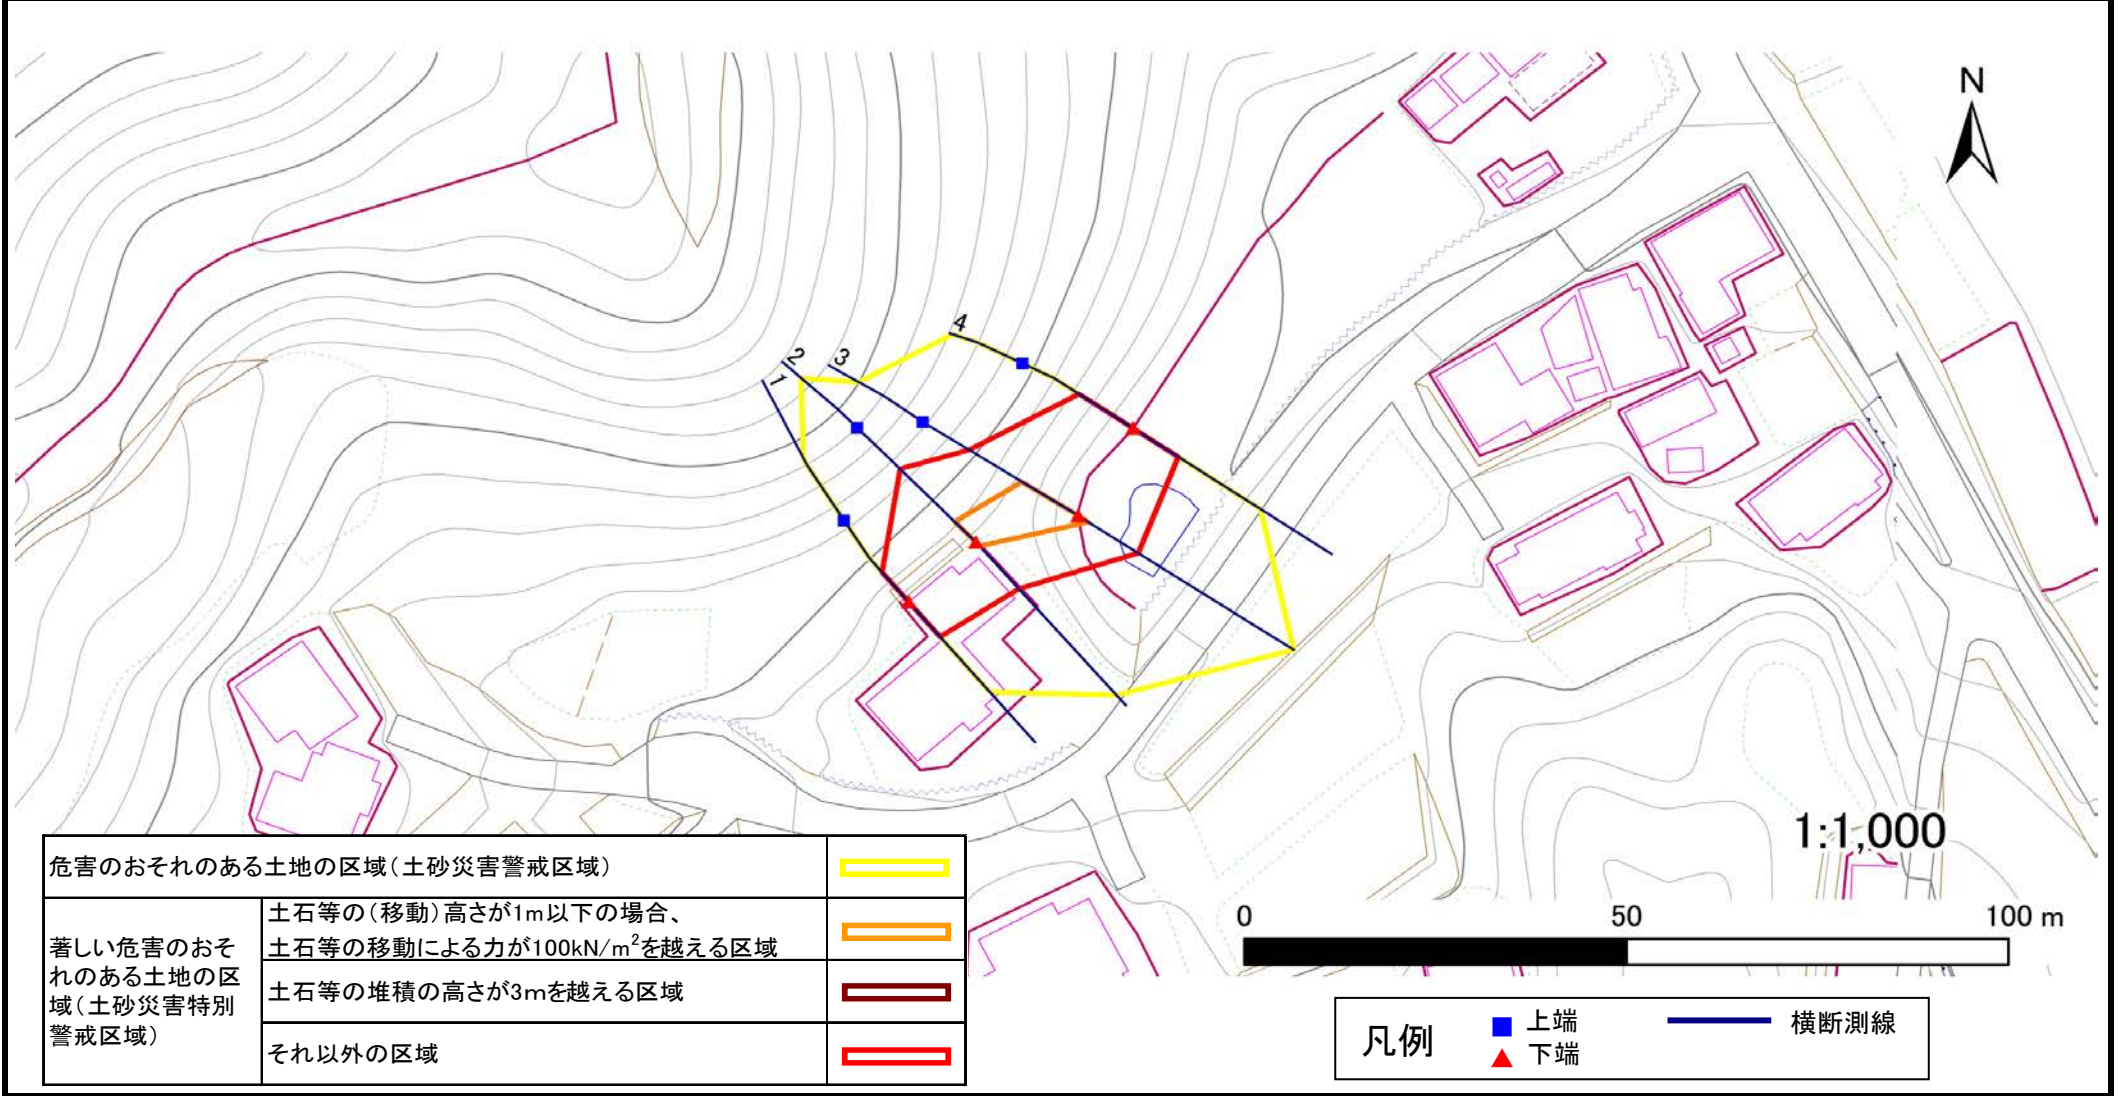 N
4
2
3
1
1:1,000
0 50 100 m
危害のおそれのある土地の区域(土砂災害警戒区域)
著しい危害のおそ
れのある土地の区
域(土砂災害特別
警戒区域)
土石等の(移動)高さが1m以下の場合、
土石等の移動による力が100kN/m²を越える区域
土石等の堆積の高さが3mを越える区域
それ以外の区域
凡例
上端
下端
横断測線